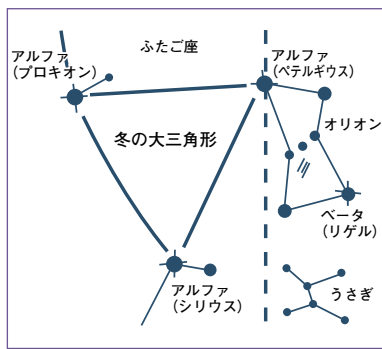 ふたご座
アルファ
(プロキオン)
アルファ
(ペテルギウス)
オリオン
冬の大三角形
ベータ
(リゲル)
アルファ
(シリウス)
うさぎ